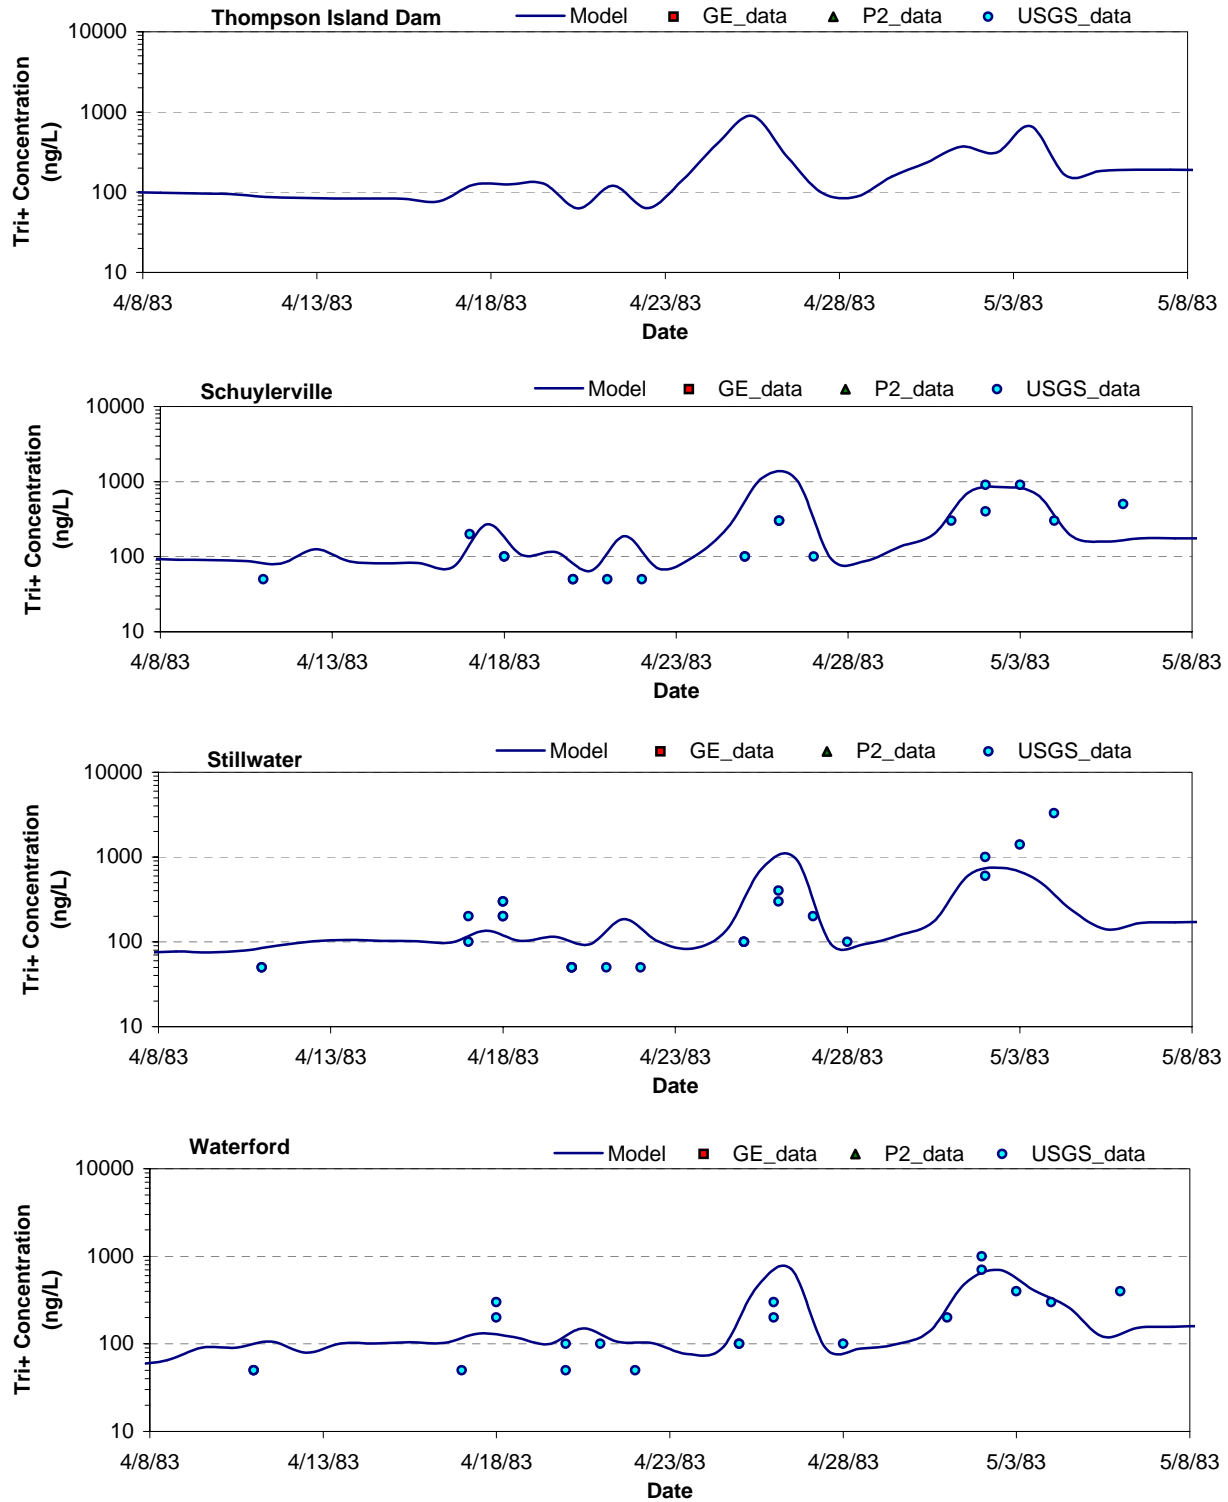 Thompson Island Dam
Model GE_data P2_data USGS_data
10000
1000
100
10
Tri+ Concentration
(ng/L)
4/8/83 4/13/83 4/18/83 4/23/83 4/28/83 5/3/83 5/8/83
Date
Schuylerville
Model GE_data P2_data USGS_data
10000
1000
100
10
Tri+ Concentration
(ng/L)
4/8/83 4/13/83 4/18/83 4/23/83 4/28/83 5/3/83 5/8/83
Date
Stillwater
Model GE_data P2_data USGS_data
10000
1000
100
10
Tri+ Concentration
(ng/L)
4/8/83 4/13/83 4/18/83 4/23/83 4/28/83 5/3/83 5/8/83
Date
Waterford
Model GE_data P2_data USGS_data
10000
1000
100
10
Tri+ Concentration
(ng/L)
4/8/83 4/13/83 4/18/83 4/23/83 4/28/83 5/3/83 5/8/83
Date